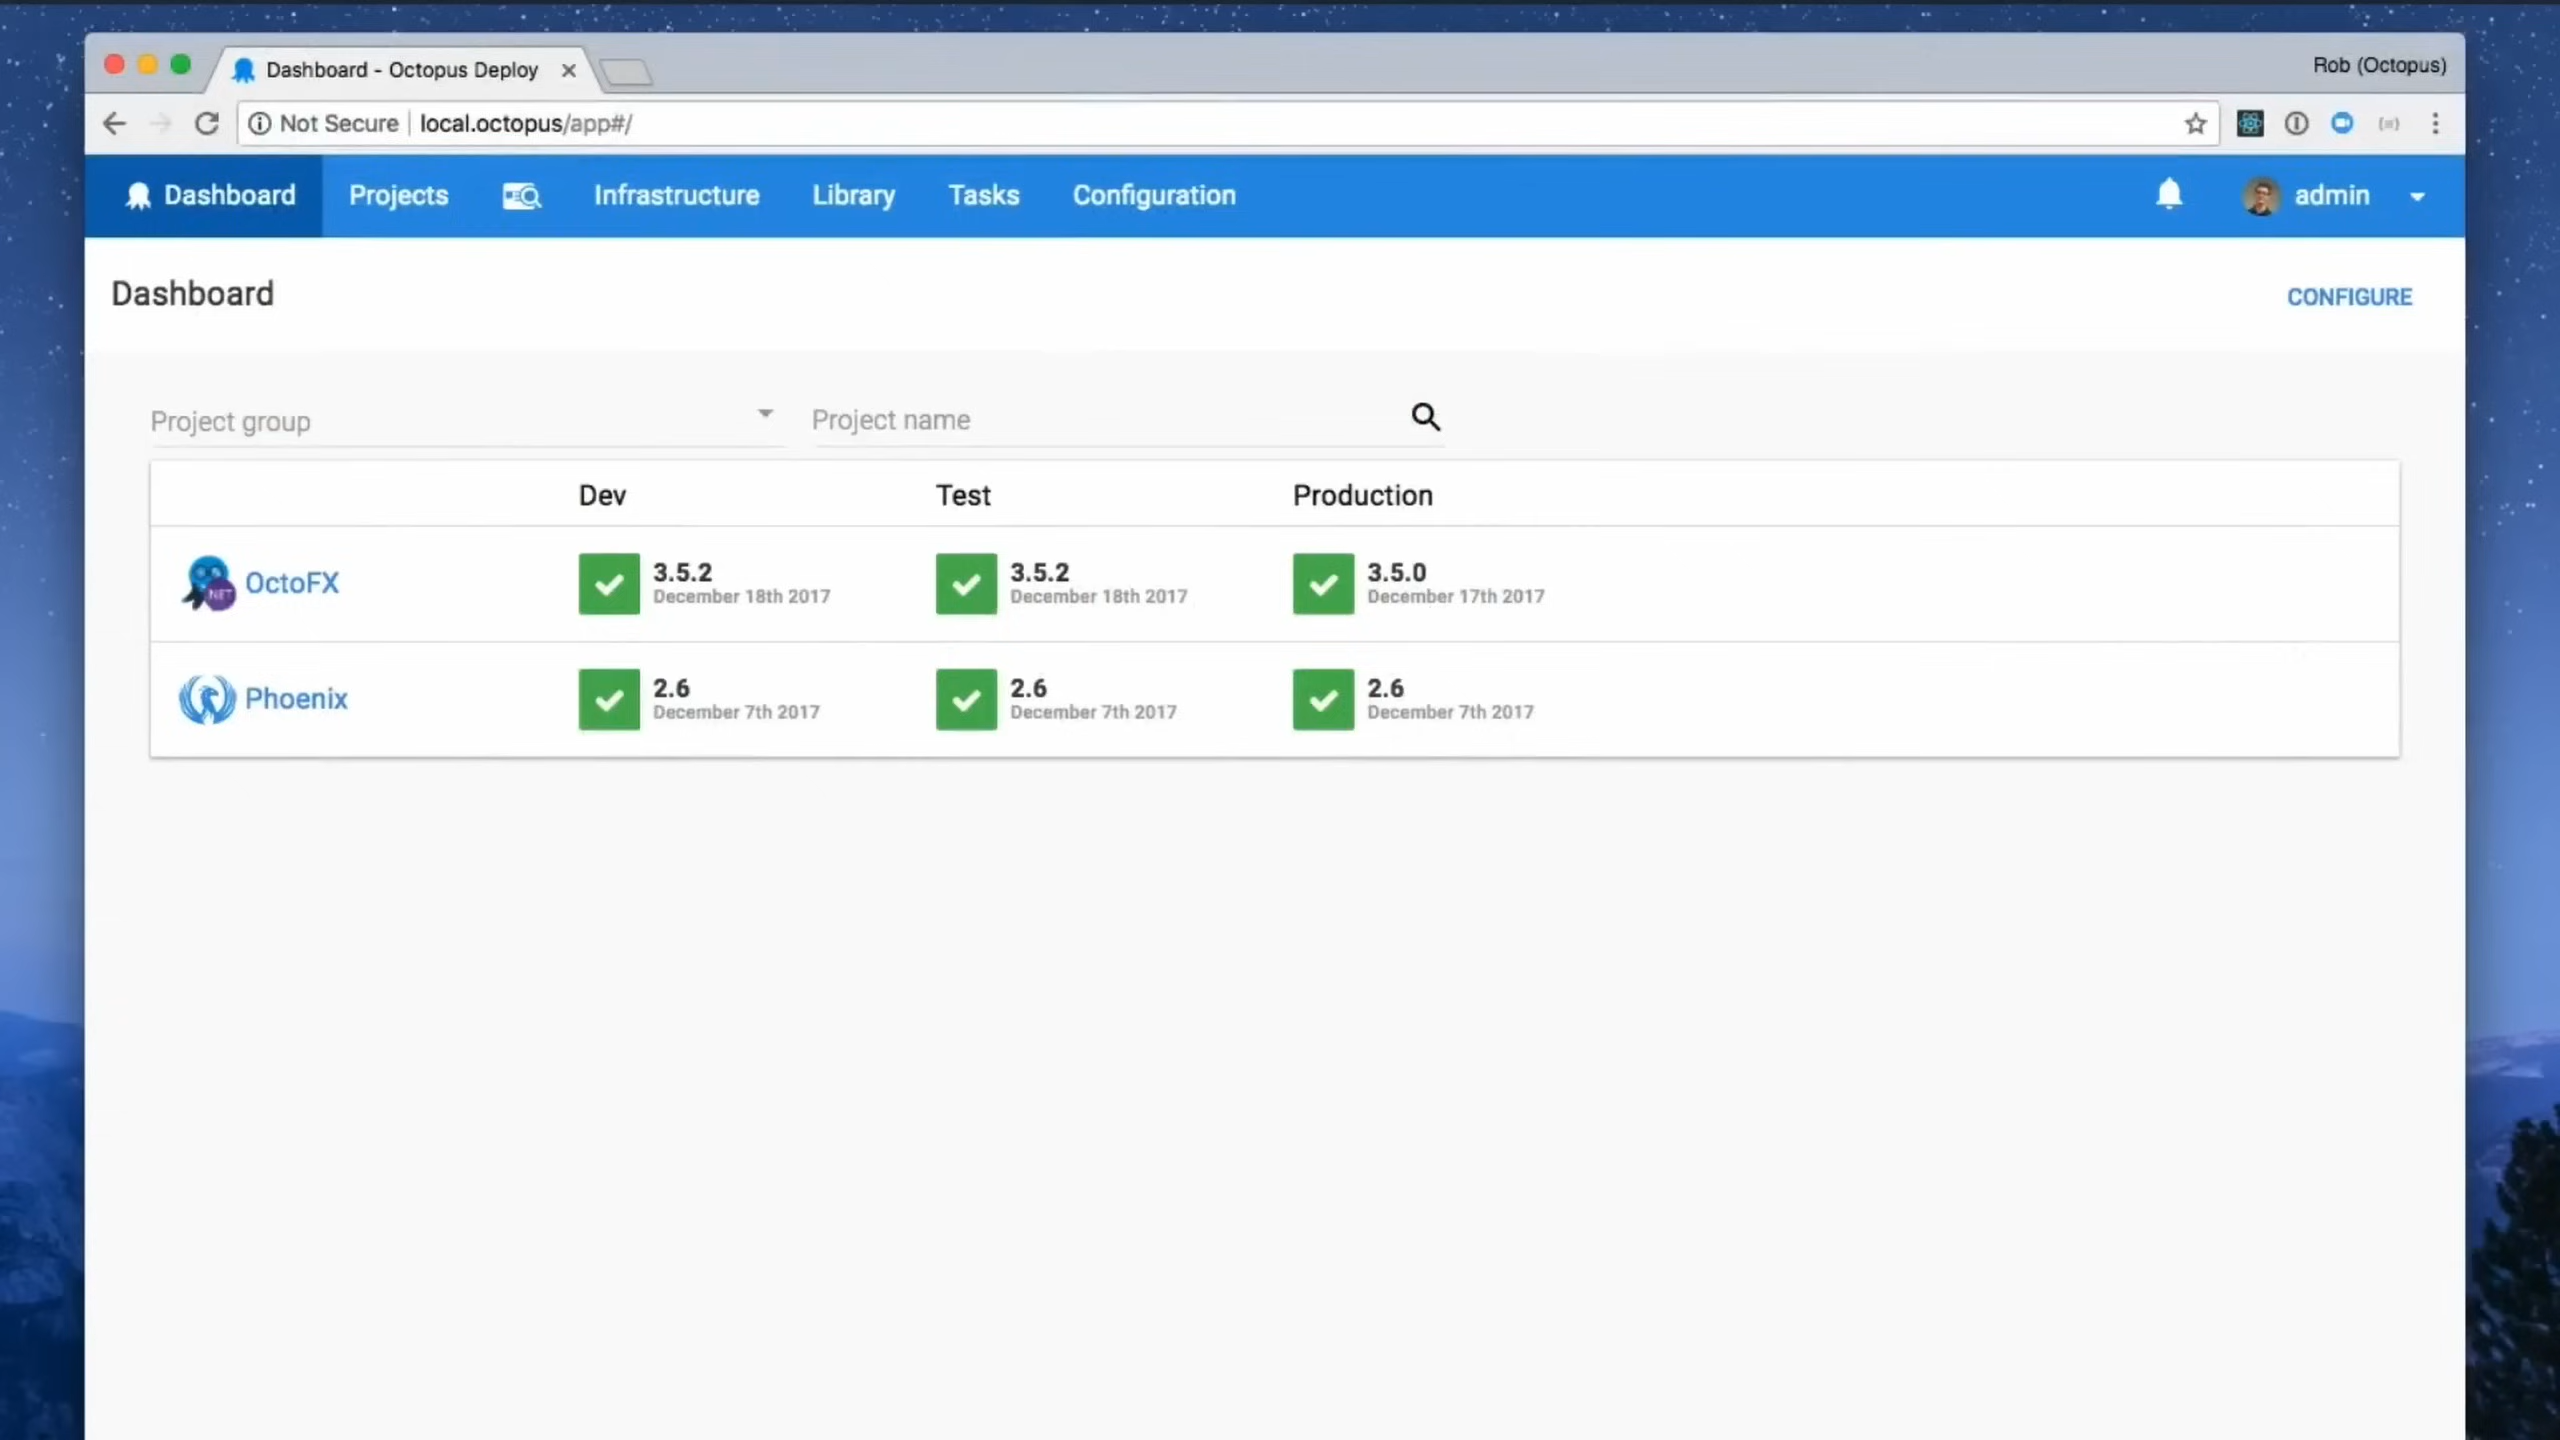 Dashboard - Octopus Deploy
Rob (Octopus)
Not Secure
local.octopus/app#/
Dashboard
Projects
Infrastructure
Library
Tasks
Configuration
admin
Dashboard
CONFIGURE
Project group
Project name
Dev
Test
Production
NET
OctoFX
3.5.2
December 18th 2017
3.5.2
December 18th 2017
3.5.0
December 17th 2017
Phoenix
2.6
December 7th 2017
2.6
December 7th 2017
2.6
December 7th 2017